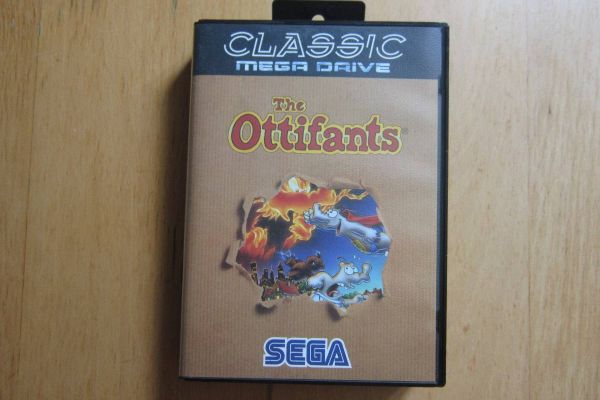 CLASSIC
MEGA DRIVE
The
Ottifants
SEGA